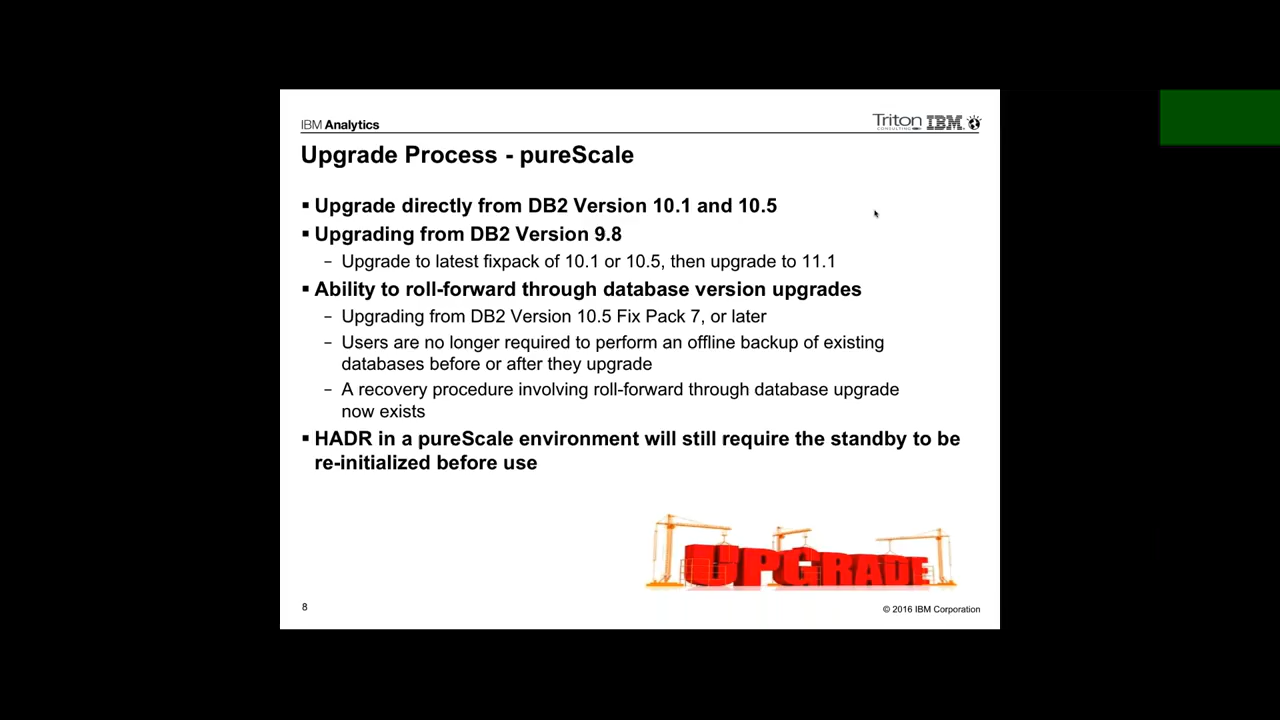 IBM Analytics
Triton IBM
CONSULTING
Upgrade Process - pureScale
▪ Upgrade directly from DB2 Version 10.1 and 10.5
▪ Upgrading from DB2 Version 9.8
– Upgrade to latest fixpack of 10.1 or 10.5, then upgrade to 11.1
▪ Ability to roll-forward through database version upgrades
– Upgrading from DB2 Version 10.5 Fix Pack 7, or later
– Users are no longer required to perform an offline backup of existing
databases before or after they upgrade
– A recovery procedure involving roll-forward through database upgrade
now exists
▪ HADR in a pureScale environment will still require the standby to be
re-initialized before use
UPGRADE
8
© 2016 IBM Corporation